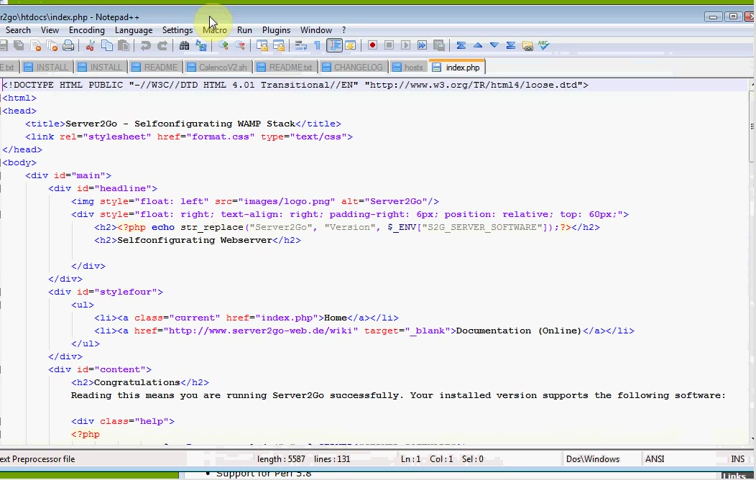 r2go\htdocs\index.php - Notepad++
Search View Encoding Language Settings Macro Run Plugins Window ?
E.txt INSTALL INSTALL README CalencoV2.sh README.txt CHANGELOG hosts index.php
<!DOCTYPE HTML PUBLIC "-//W3C//DTD HTML 4.01 Transitional//EN" "http://www.w3.org/TR/html4/loose.dtd">
<html>
<head>
<title>Server2Go - Selfconfigurating WAMP Stack</title>
<link rel="stylesheet" href="format.css" type="text/css">
</head>
<body>
<div id="main">
<div id="headline">
<img style="float: left" src="images/logo.png" alt="Server2Go"/>
<div style="float: right; text-align: right; padding-right: 6px; position: relative; top: 60px;">
<h2><?php echo str_replace("Server2Go", "Version", $_ENV["S2G_SERVER_SOFTWARE"]);?></h2>
<h2>Selfconfigurating Webserver</h2>
</div>
</div>
<div id="stylefour">
<ul>
<li><a class="current" href="index.php">Home</a></li>
<li><a href="http://www.server2go-web.de/wiki" target="_blank">Documentation (Online)</a></li>
</ul>
</div>
<div id="content">
<h2>Congratulations</h2>
Reading this means you are running Server2Go successfully. Your installed version supports the following software:
<div class="help">
<?php
ext Preprocessor file length : 5587 lines : 131 Ln : 1 Col : 1 Sel : 0 Dos\Windows ANSI INS
Support for Perl 5.8 Links